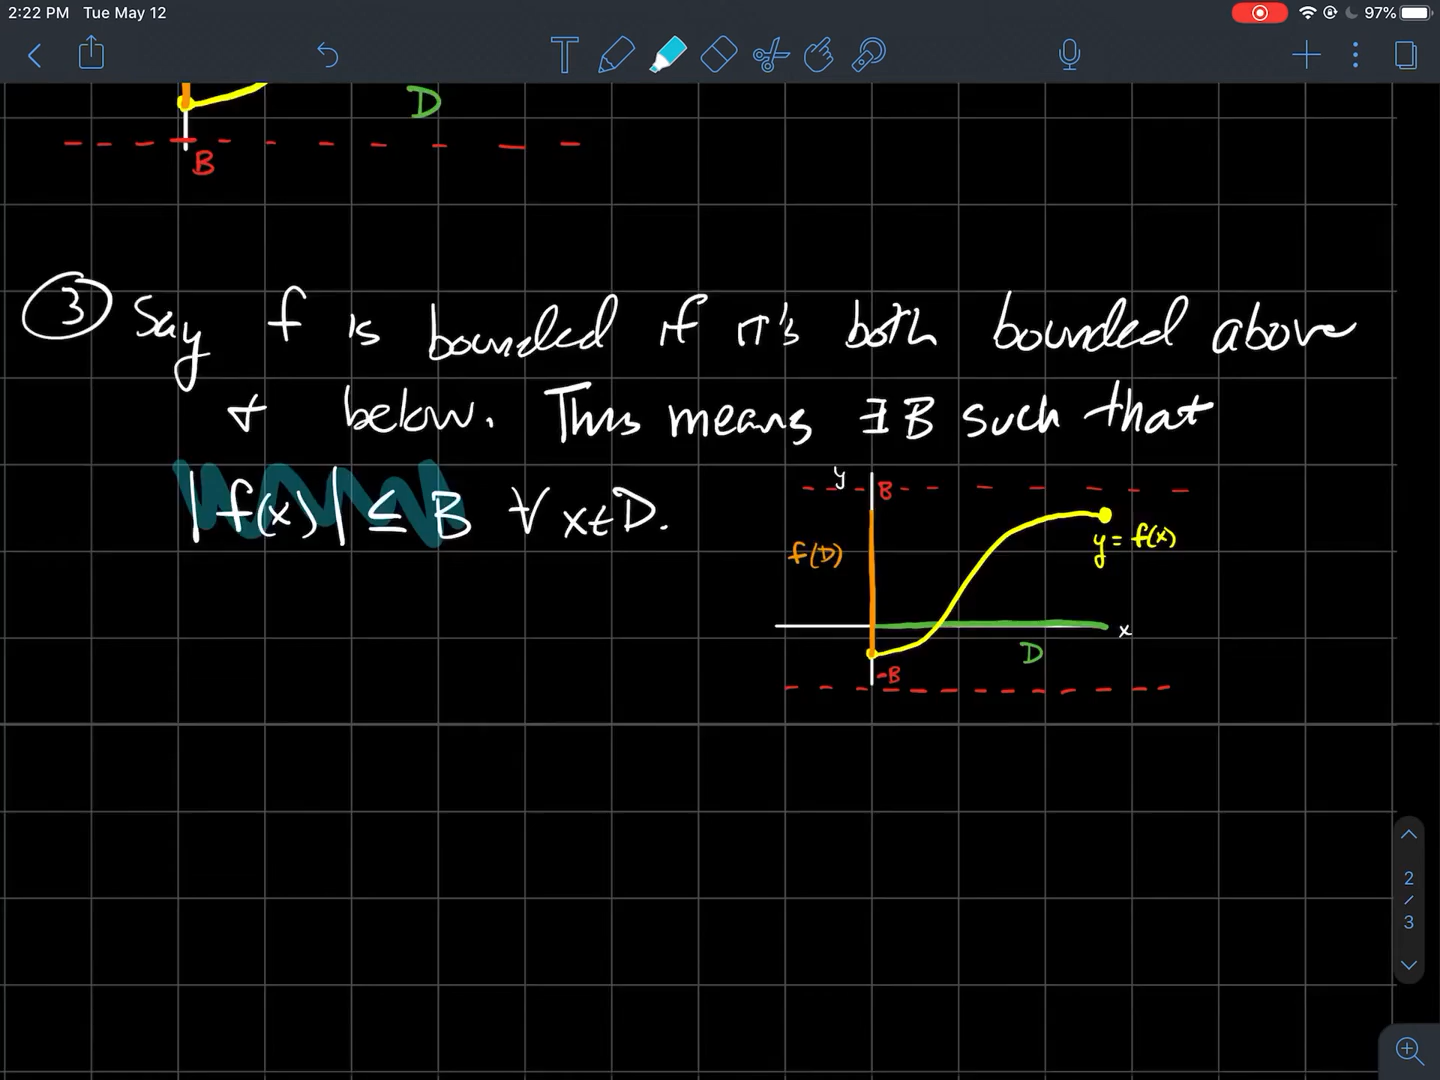 2:22 PM Tue May 12
97%
T
D
B
③ Say f is bounded if it's both bounded above
& below. This means ∃ B such that
|f(x)| ≤ B ∀ x∈D.
y
B
f(D)
y = f(x)
x
D
-B
2
/
3